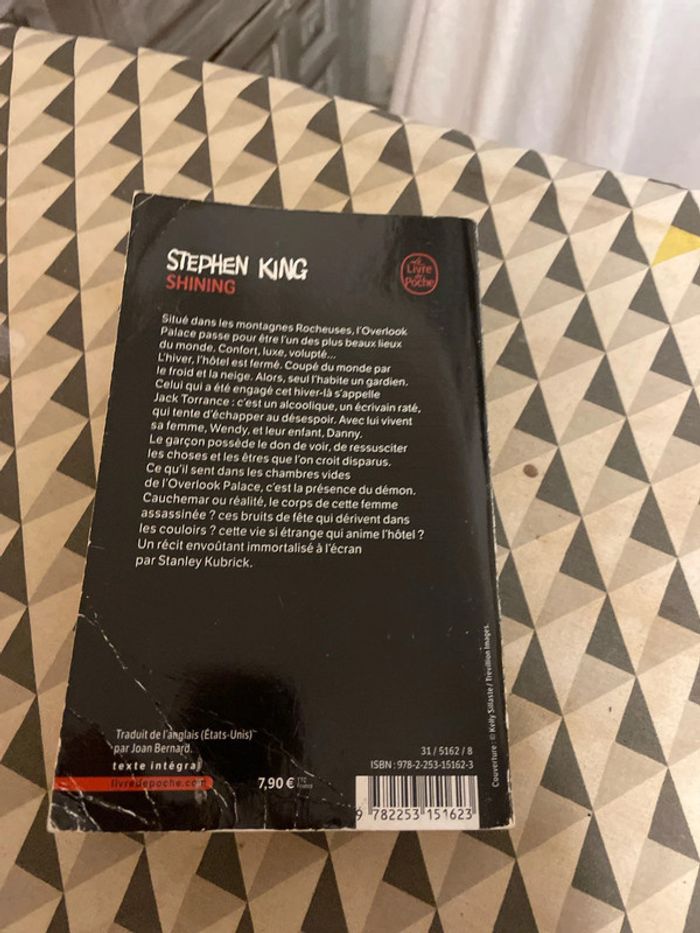 STEPHEN KING
SHINING
Le
Livre
de
Poche
Situé dans les montagnes Rocheuses, l'Overlook
Palace passe pour être l'un des plus beaux lieux
du monde. Confort, luxe, volupté...
L'hiver, l'hôtel est fermé. Coupé du monde par
le froid et la neige. Alors, seul l'habite un gardien.
Celui qui a été engagé cet hiver-là s'appelle
Jack Torrance : c'est un alcoolique, un écrivain raté,
qui tente d'échapper au désespoir. Avec lui vivent
sa femme, Wendy, et leur enfant, Danny.
Le garçon possède le don de voir, de ressusciter
les choses et les êtres que l'on croit disparus.
Ce qu'il sent dans les chambres vides
de l'Overlook Palace, c'est la présence du démon.
Cauchemar ou réalité, le corps de cette femme
assassinée ? ces bruits de fête qui dérivent dans
les couloirs ? cette vie si étrange qui anime l'hôtel ?
Un récit envoûtant immortalisé à l'écran
par Stanley Kubrick.
Couverture : © Kelly Sillaste / Trevillion Images.
Traduit de l'anglais (États-Unis)
par Joan Bernard.
texte intégral
livredepoche.com
7,90 € TTC
France
31 / 5162 / 8
ISBN : 978-2-253-15162-3
9 782253 151623